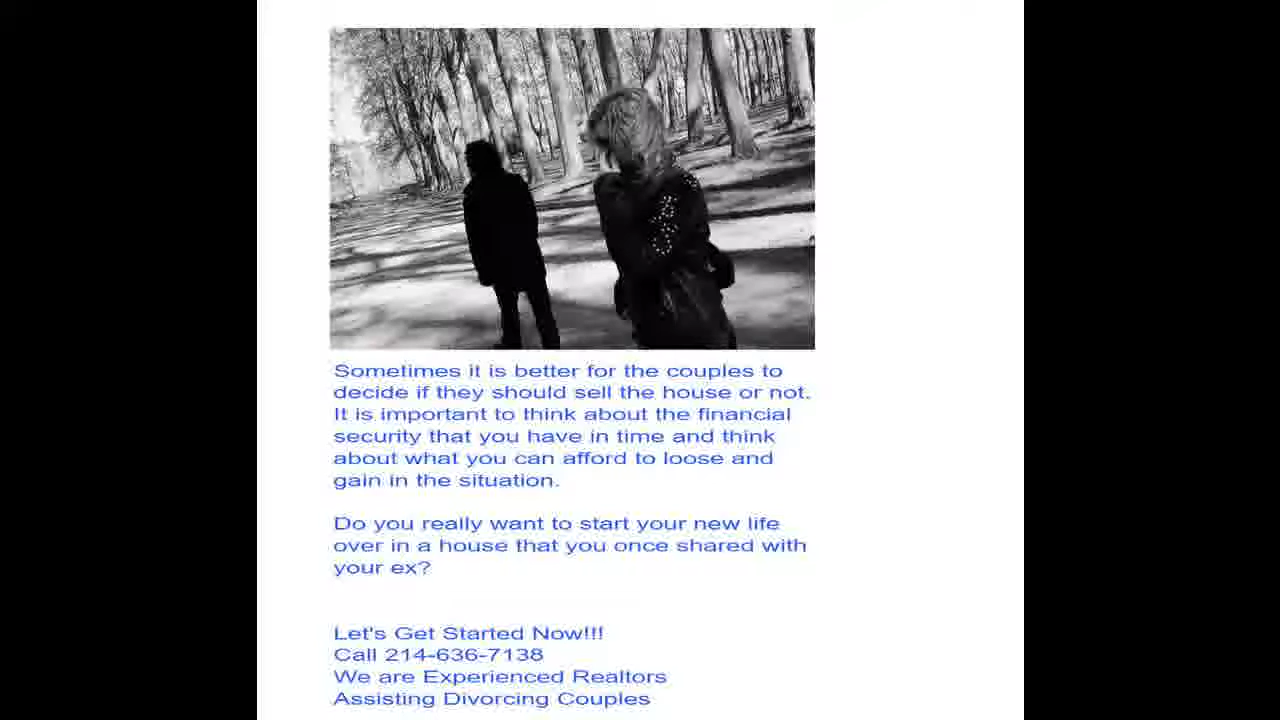 Sometimes it is better for the couples to
decide if they should sell the house or not.
It is important to think about the financial
security that you have in time and think
about what you can afford to loose and
gain in the situation.
Do you really want to start your new life
over in a house that you once shared with
your ex?
Let's Get Started Now!!!
Call 214-636-7138
We are Experienced Realtors
Assisting Divorcing Couples